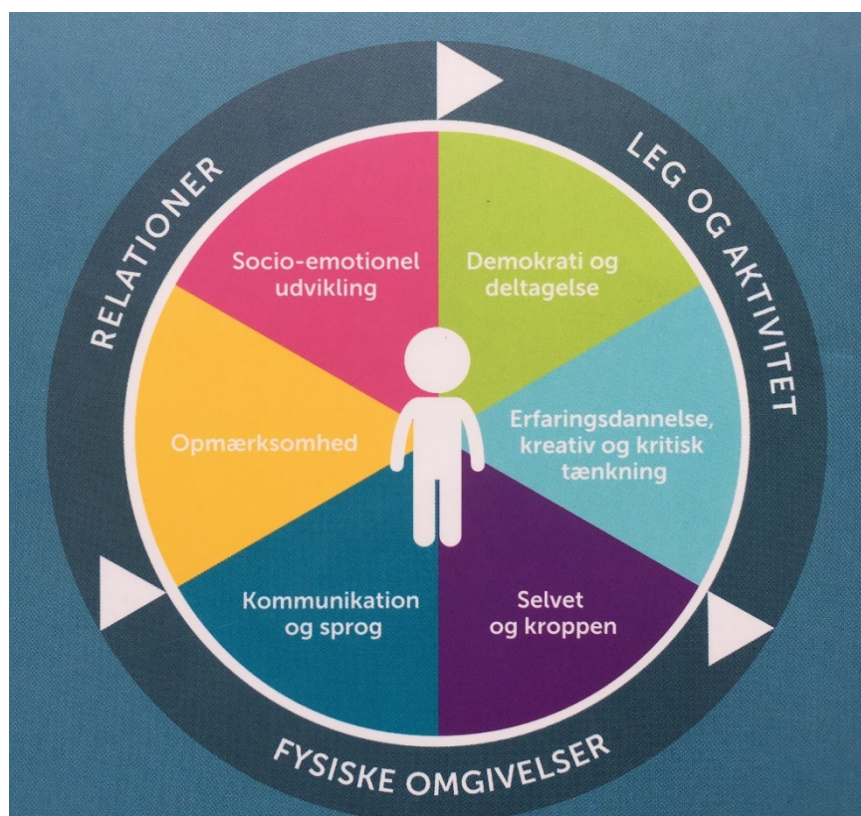 RELATIONER
LEG OG AKTIVITET
Socio-emotionel
udvikling
Demokrati og
deltagelse
Opmærksomhed
Erfaringsdannelse,
kreativ og kritisk
tænkning
Kommunikation
og sprog
Selvet
og kroppen
FYSISKE OMGIVELSER